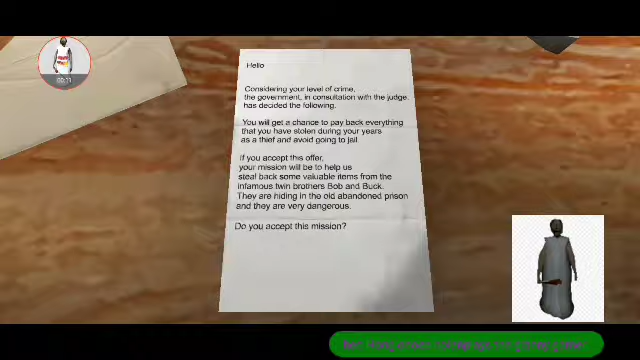 00:11
Hello
Considering your level of crime,
the government, in consultation with the judge,
has decided the following.
You will get a chance to pay back everything
that you have stolen during your years
as a thief and avoid going to jail.
If you accept this offer,
your mission will be to help us
steal back some valuable items from the
infamous twin brothers Bob and Buck.
They are hiding in the old abandoned prison
and they are very dangerous.
Do you accept this mission?